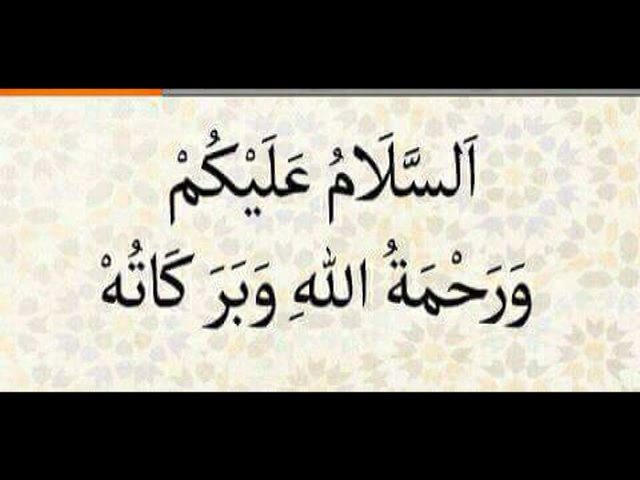 اَلسَّلَامُ عَلَيْكُمْ
وَرَحْمَةُ اللهِ وَبَرَ كَاتُهْ